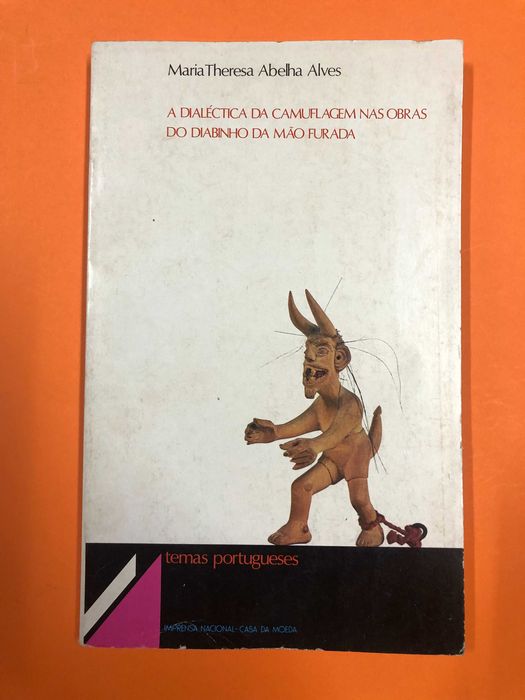 Maria Theresa Abelha Alves
A DIALÉCTICA DA CAMUFLAGEM NAS OBRAS
DO DIABINHO DA MÃO FURADA
temas portugueses
IMPRENSA NACIONAL - CASA DA MOEDA